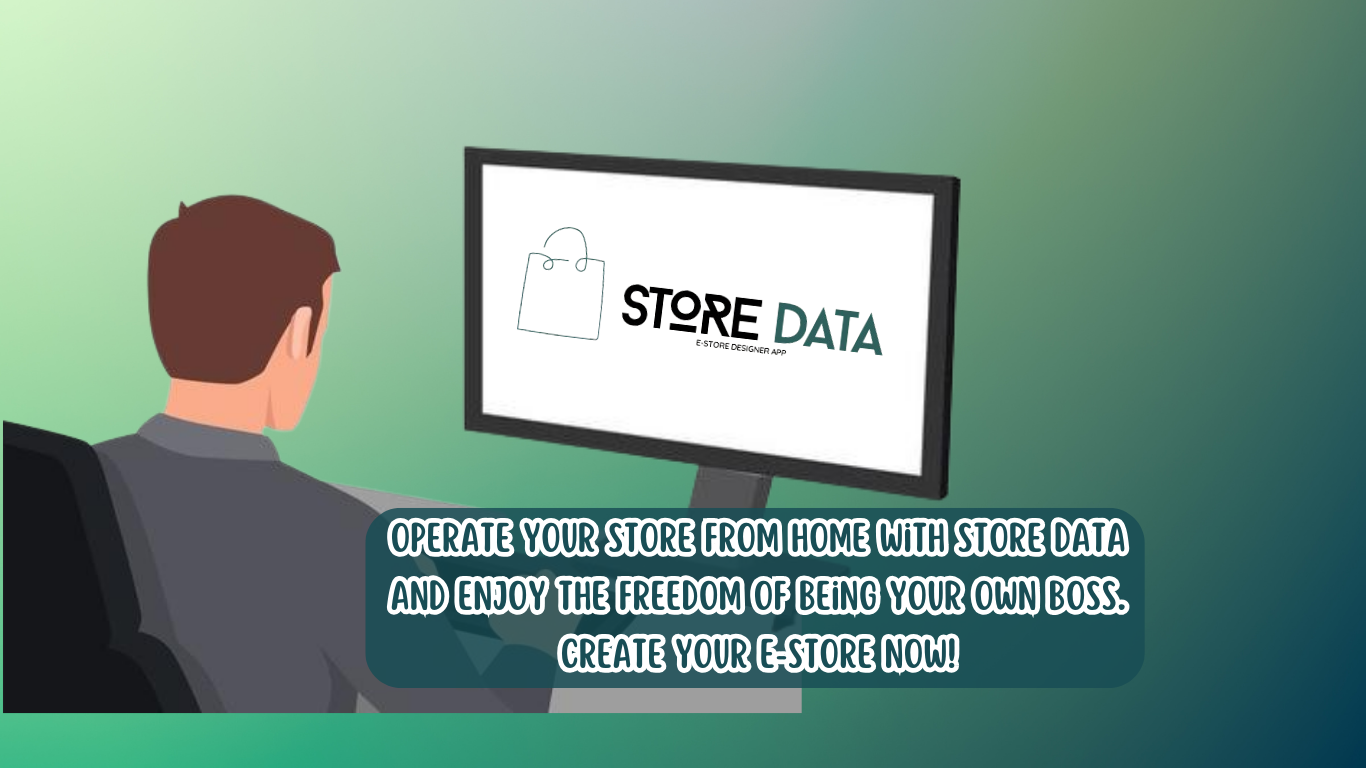 STORE DATA
E-STORE DESIGNER APP
OPERATE YOUR STORE FROM HOME WITH STORE DATA
AND ENJOY THE FREEDOM OF BEING YOUR OWN BOSS.
CREATE YOUR E-STORE NOW!